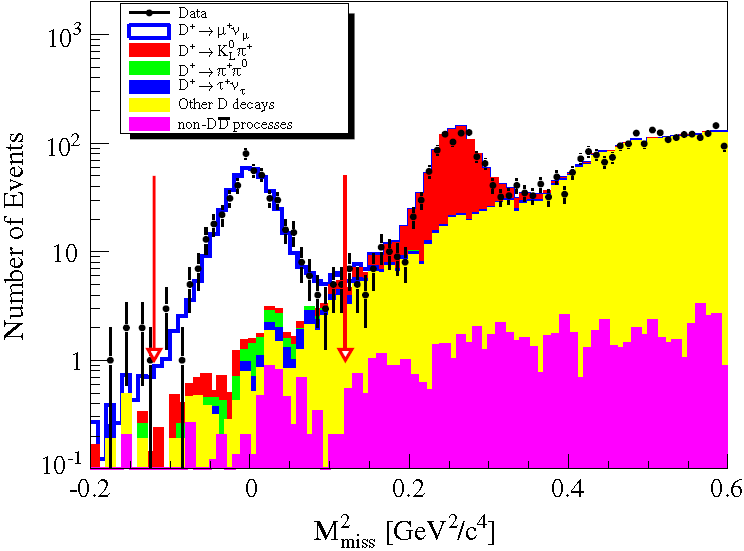 Data
D⁺→μ⁺ν_μ
D⁺→K⁰_Lπ⁺
D⁺→π⁺π⁰
D⁺→τ⁺ν_τ
Other D decays
non-DD̅ processes
Number of Events
10³
10²
10
1
10⁻¹
-0.2 0 0.2 0.4 0.6
M²_miss [GeV²/c⁴]